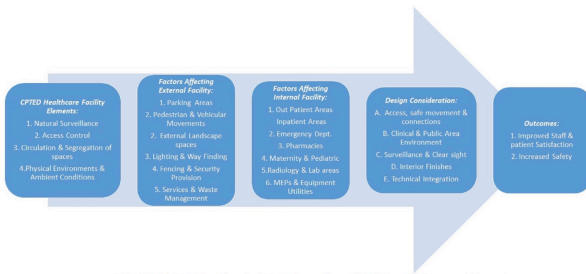 CPTED Healthcare Facility
Elements:
1. Natural Surveillance
2. Access Control
3. Circulation & Segregation of
spaces
4.Physical Environments &
Ambient Conditions
Factors Affecting
External Facility:
1. Parking Areas
2. Pedestrian & Vehicular
Movements
2. External Landscape
spaces
3. Lighting & Way Finding
4. Fencing & Security
Provision
5. Services & Waste
Management
Factors Affecting
Internal Facility:
1. Out Patient Areas
Inpatient Areas
2. Emergency Dept.
3. Pharmacies
4. Maternity & Pediatric
5.Radiology & Lab areas
6. MEPs & Equipment
Utilities
Design Consideration:
A. Access, safe movement &
connections
B. Clinical & Public Area
Environment
C. Surveillance & Clear sight
D. Interior Finishes
E. Technical Integration
Outcomes:
1. Improved Staff &
patient Satisfaction
2. Increased Safety